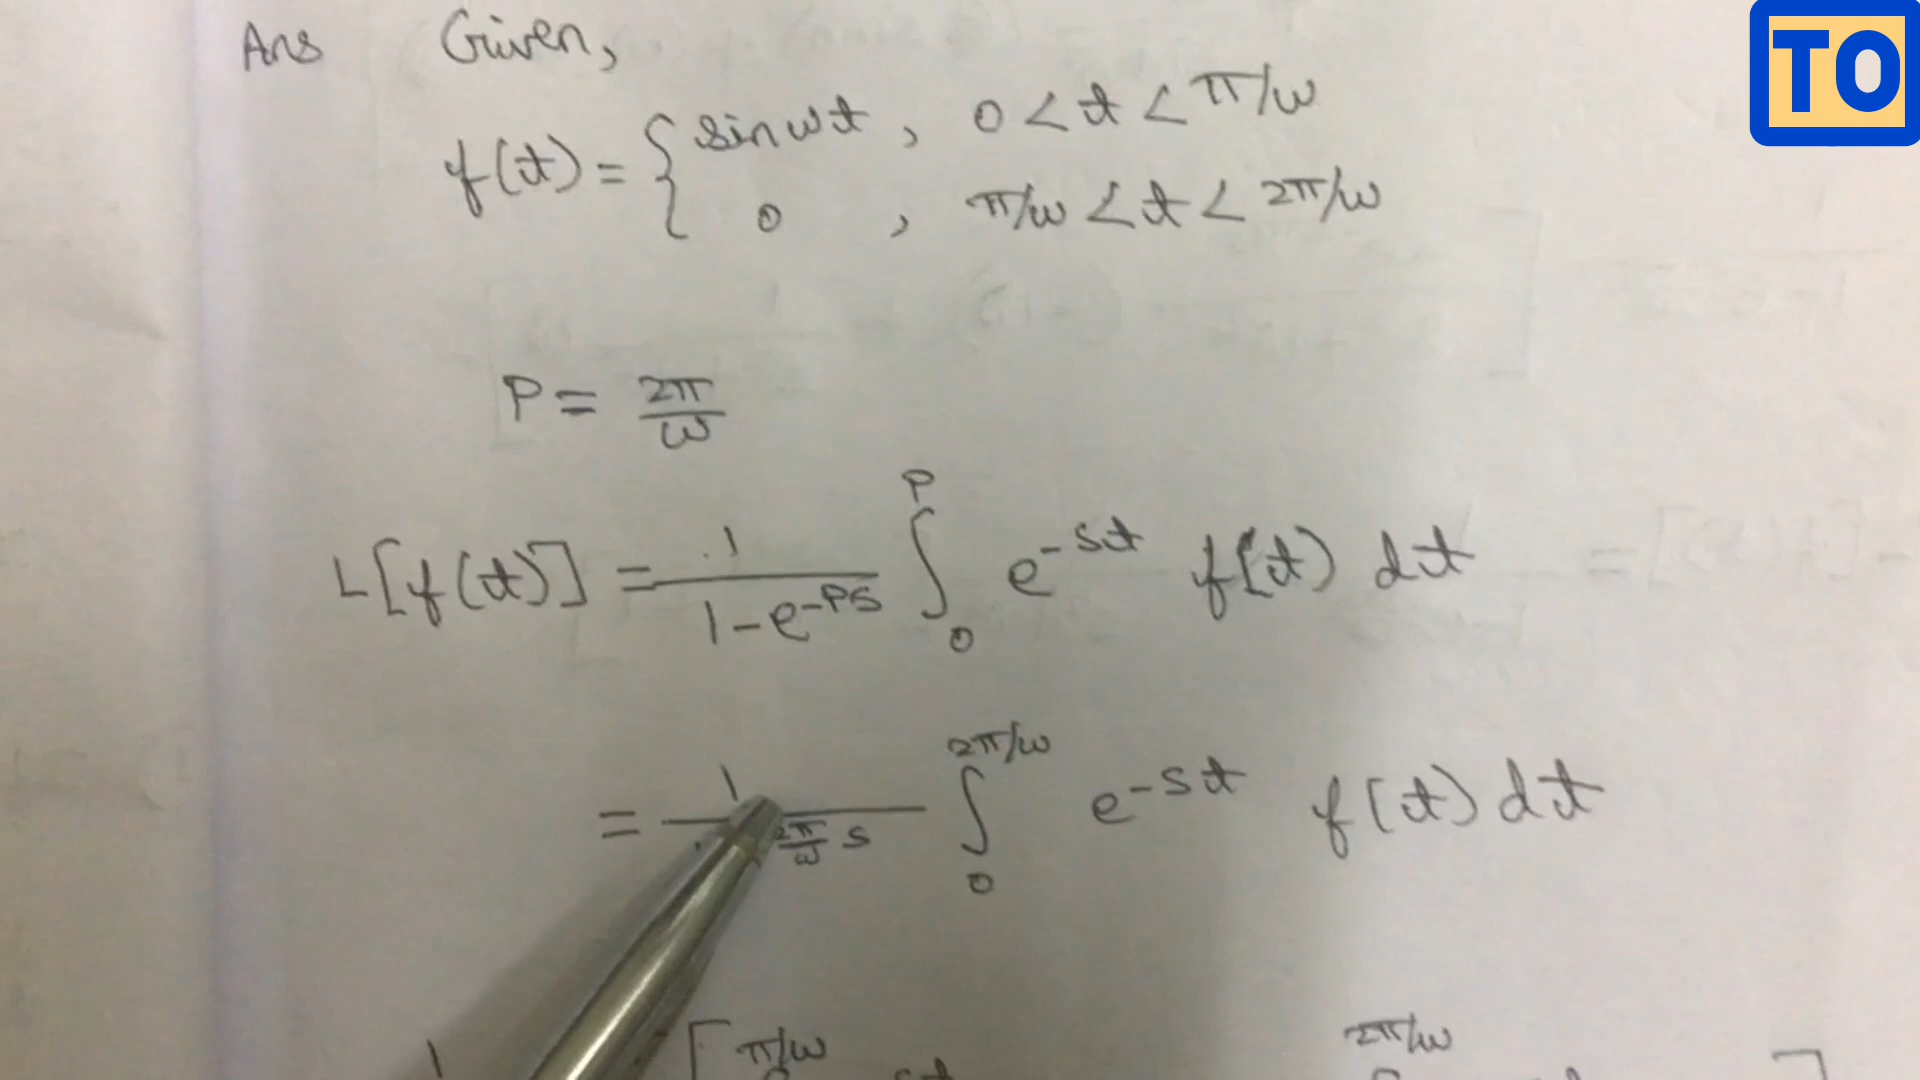 TO
Ans Given,
f(t) = { sin ωt , 0 < t < π/ω
0 , π/ω < t < 2π/ω
P = 2π/ω
L[f(t)] = 1/(1 - e^-PS) ∫_0^P e^-st f(t) dt
= 1/ 2π/ω s ∫_0^2π/ω e^-st f(t) dt
1 [ π/ω st 2π/ω ]